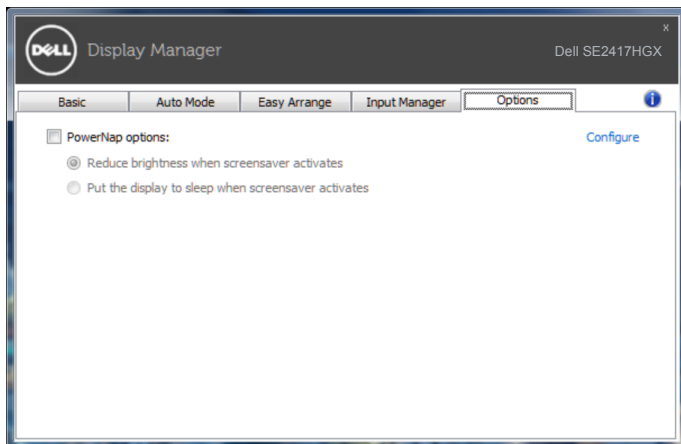 x
DELL Display Manager Dell SE2417HGX
Basic Auto Mode Easy Arrange Input Manager Options i
PowerNap options: Configure
Reduce brightness when screensaver activates
Put the display to sleep when screensaver activates